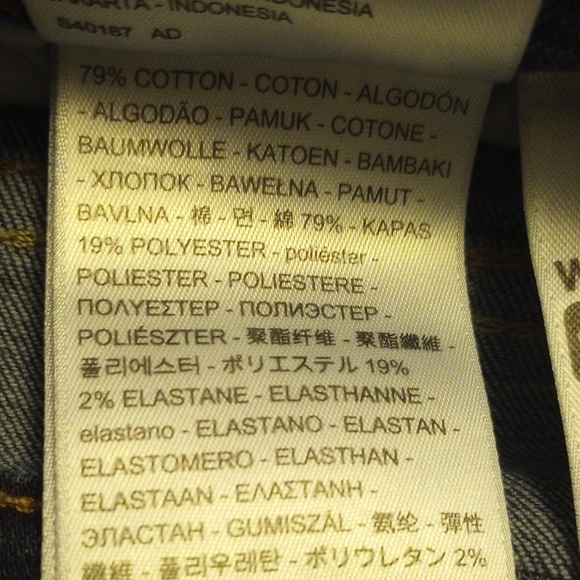 JAKARTA - INDONESIA
INDONESIA
S40187 AD
79% COTTON - COTON - ALGODÓN
- ALGODÃO - PAMUK - COTONE -
BAUMWOLLE - KATOEN - BAMBAKI
- ХЛОПОК - BAWEŁNA - PAMUT -
BAVLNA - 棉 - 면 - 綿 79% - KAPAS
19% POLYESTER - poliéster -
POLIESTER - POLIESTERE -
ΠΟΛΥΕΣΤΕΡ - ПОЛИЭСТЕР -
POLIÉSZTER - 聚酯纤维 - 聚酯纖維 -
폴리에스터 - ポリエステル 19%
2% ELASTANE - ELASTHANNE -
elastano - ELASTANO - ELASTAN -
ELASTOMERO - ELASTHAN -
ELASTAAN - ΕΛΑΣΤΑΝΗ -
ЭЛАСТАН - GUMISZÁL - 氨纶 - 彈性
纖維 - 폴리우레탄 - ポリウレタン 2%
W